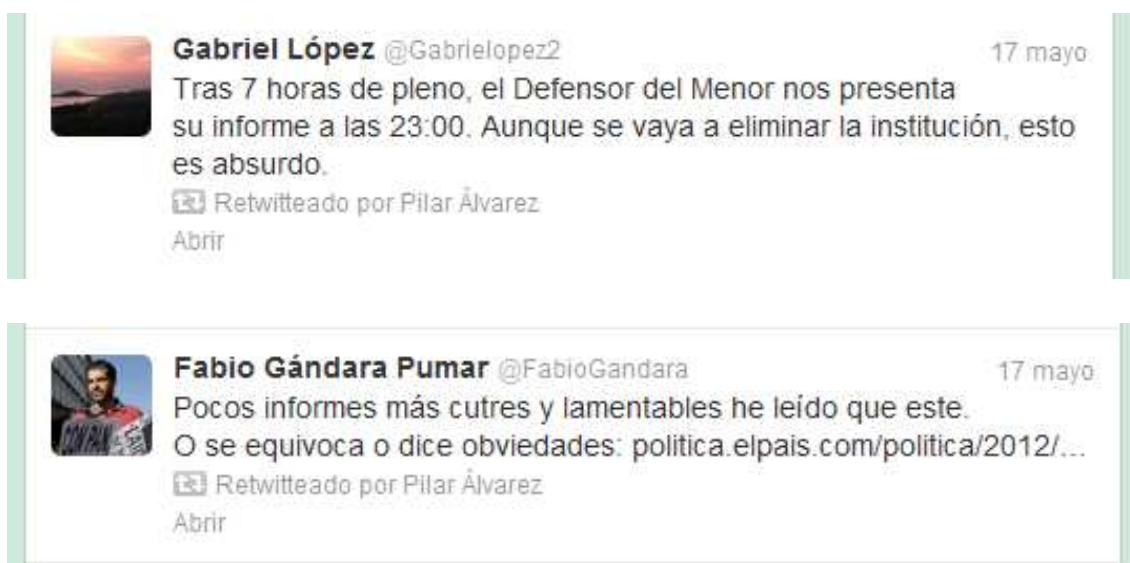 Gabriel López @Gabrielopez2 17 mayo
Tras 7 horas de pleno, el Defensor del Menor nos presenta
su informe a las 23:00. Aunque se vaya a eliminar la institución, esto
es absurdo.
Retwitteado por Pilar Álvarez
Abrir
Fabio Gándara Pumar @FabioGandara 17 mayo
Pocos informes más cutres y lamentables he leído que este.
O se equivoca o dice obviedades: politica.elpais.com/politica/2012/...
Retwitteado por Pilar Álvarez
Abrir